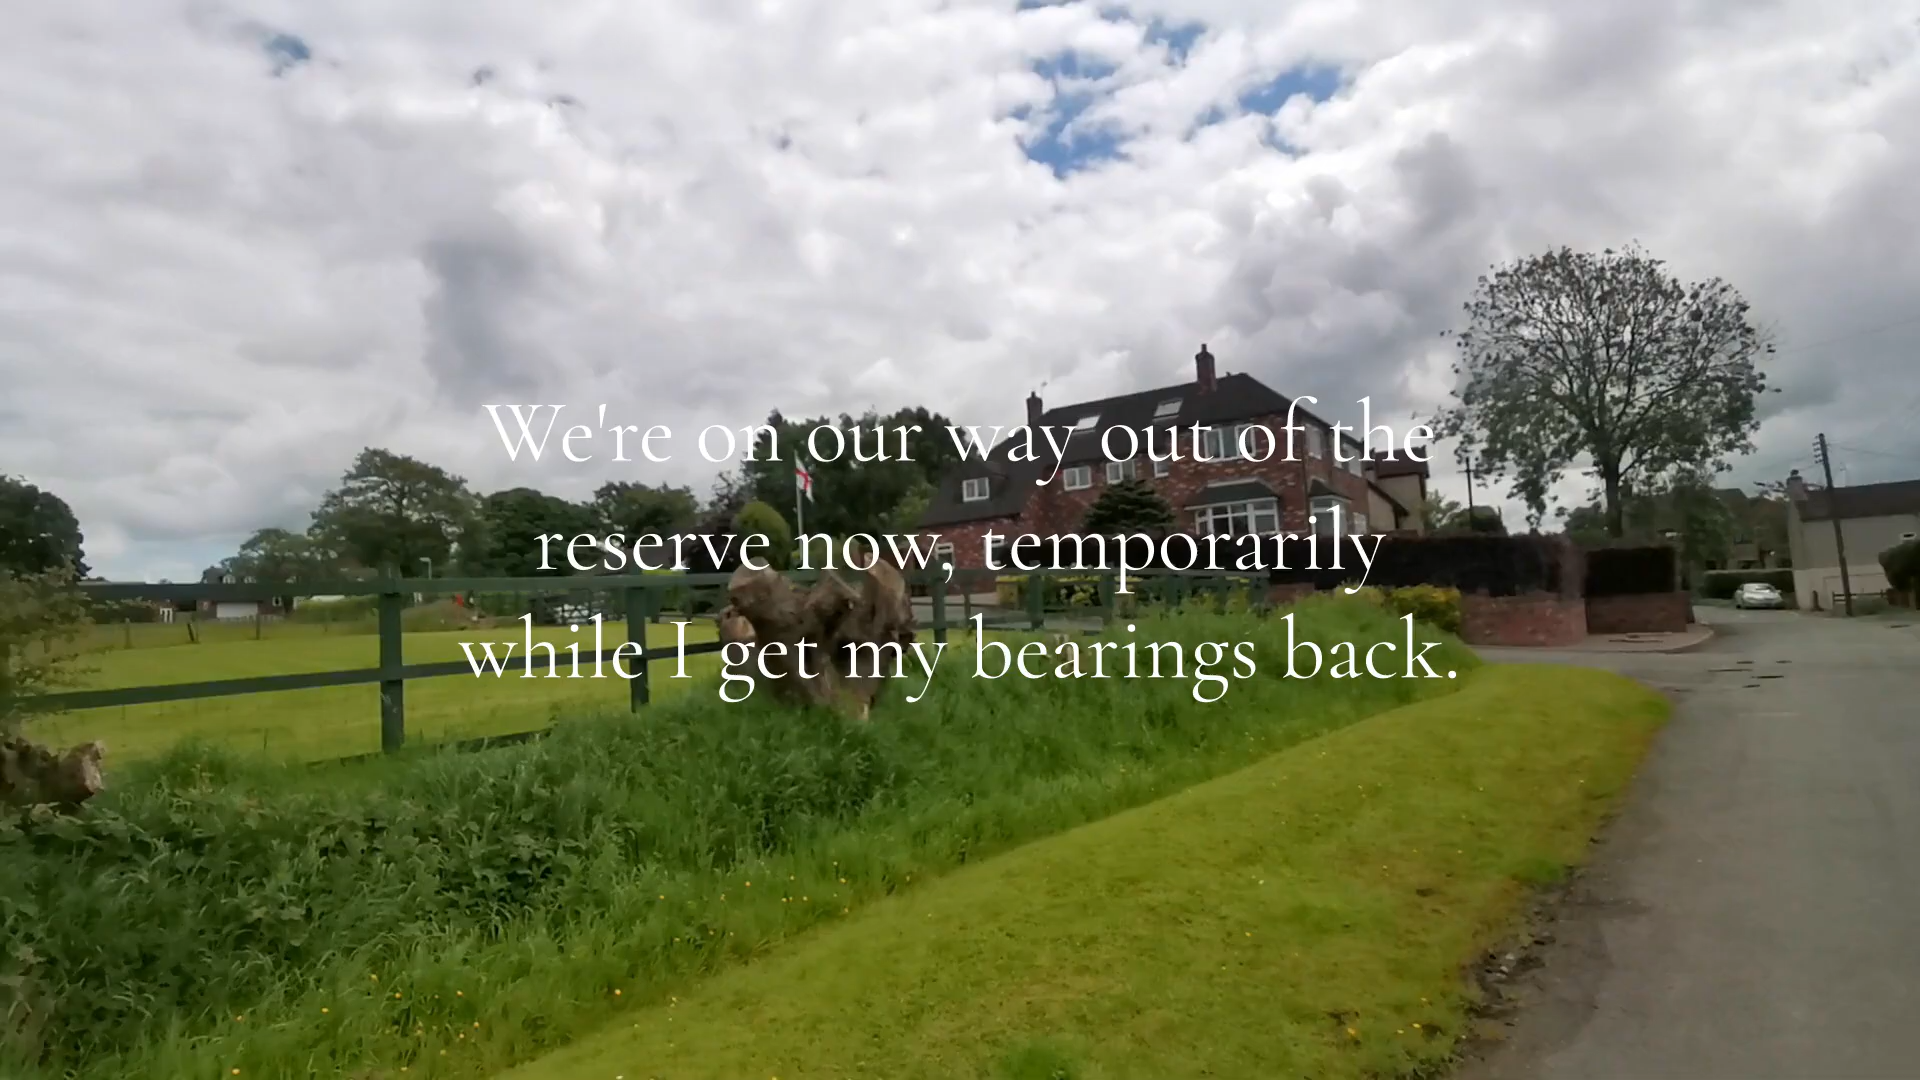 We're on our way out of the
reserve now, temporarily
while I get my bearings back.